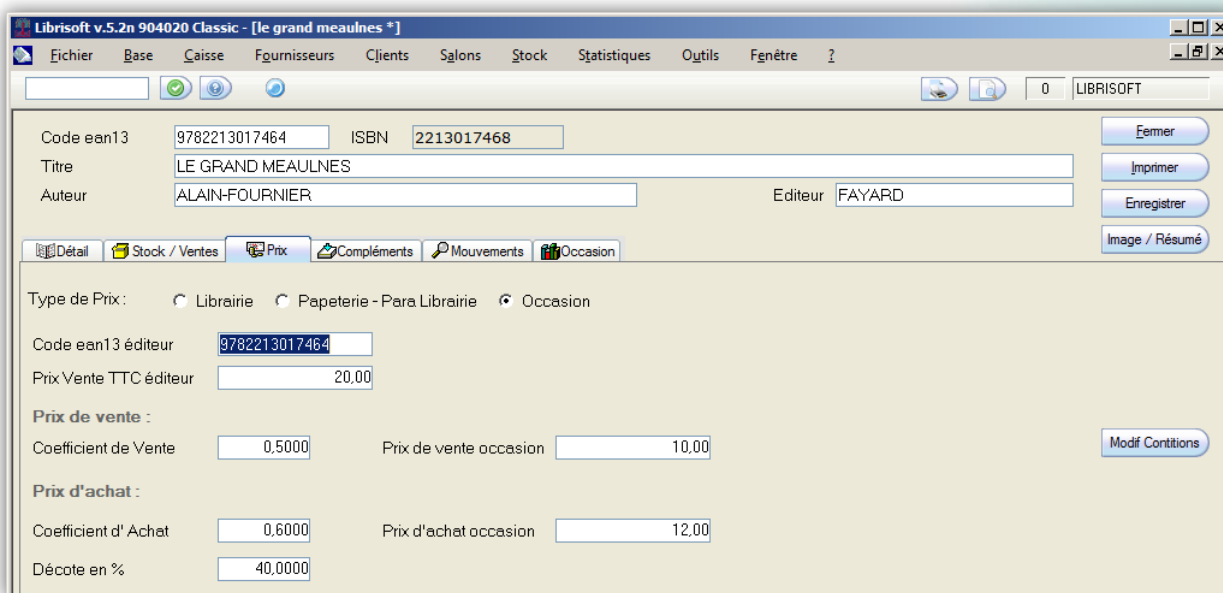 Librisoft v.5.2n 904020 Classic - [le grand meaulnes *]
Fichier Base Caisse Fournisseurs Clients Salons Stock Statistiques Outils Fenêtre ?
0 LIBRISOFT
Code ean13 9782213017464 ISBN 2213017468 Fermer
Titre LE GRAND MEAULNES Imprimer
Auteur ALAIN-FOURNIER Editeur FAYARD Enregistrer
Image / Résumé
Détail Stock / Ventes Prix Compléments Mouvements Occasion
Type de Prix : Librairie Papeterie - Para Librairie Occasion
Code ean13 éditeur 9782213017464
Prix Vente TTC éditeur 20,00
Prix de vente :
Coefficient de Vente 0,5000 Prix de vente occasion 10,00 Modif Contitions
Prix d'achat :
Coefficient d' Achat 0,6000 Prix d'achat occasion 12,00
Décote en % 40,0000